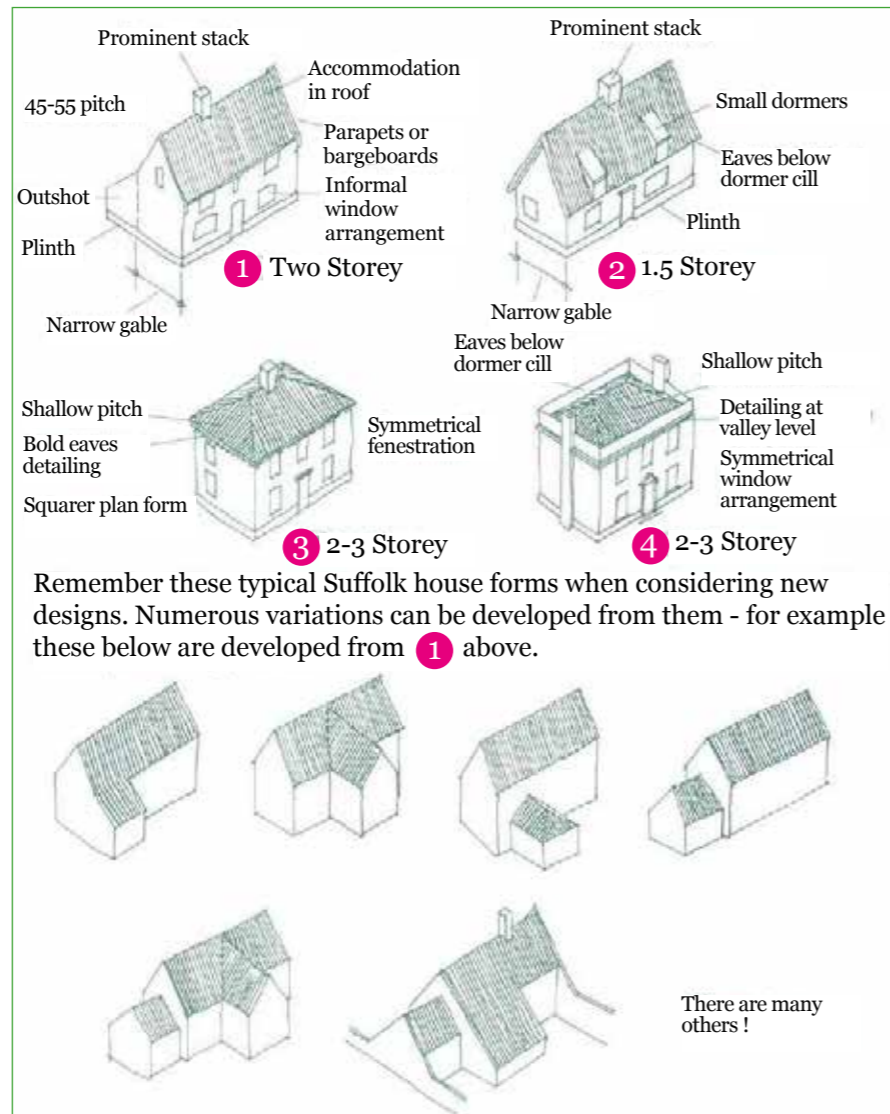 Prominent stack
45-55 pitch
Accommodation
in roof
Parapets or
bargeboards
Outshot
Informal
window
arrangement
Plinth
1 Two Storey
Narrow gable
Prominent stack
Small dormers
Eaves below
dormer cill
Plinth
2 1.5 Storey
Narrow gable
Shallow pitch
Bold eaves
detailing
Squarer plan form
Symmetrical
fenestration
3 2-3 Storey
Eaves below
dormer cill
Shallow pitch
Detailing at
valley level
Symmetrical
window
arrangement
4 2-3 Storey
Remember these typical Suffolk house forms when considering new
designs. Numerous variations can be developed from them - for example
these below are developed from 1 above.
There are many
others !